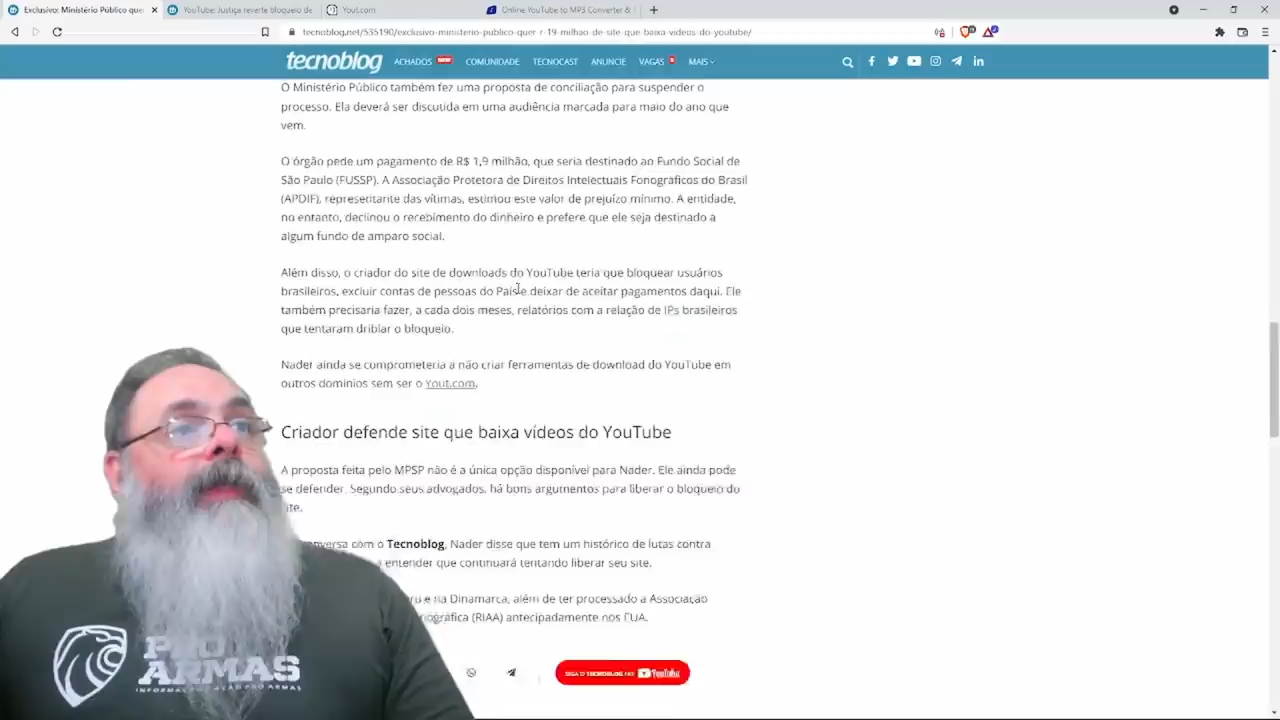 Exclusivo: Ministério Público que
YouTube: Justiça reverte bloqueio de
Yout.com
Online YouTube to MP3 Converter &
tecnoblog.net/535190/exclusivo-ministerio-publico-quer-r-19-milhao-de-site-que-baixa-videos-do-youtube/
tecnoblog
ACHADOS
COMUNIDADE
TECNOCAST
ANUNCIE
VAGAS
MAIS
O Ministério Público também fez uma proposta de conciliação para suspender o
processo. Ela deverá ser discutida em uma audiência marcada para maio do ano que
vem.
O órgão pede um pagamento de R$ 1,9 milhão, que seria destinado ao Fundo Social de
São Paulo (FUSSP). A Associação Protetora de Direitos Intelectuais Fonográficos do Brasil
(APDIF), representante das vítimas, estimou este valor de prejuízo mínimo. A entidade,
no entanto, declinou o recebimento do dinheiro e prefere que ele seja destinado a
algum fundo de amparo social.
Além disso, o criador do site de downloads do YouTube teria que bloquear usuários
brasileiros, excluir contas de pessoas do País e deixar de aceitar pagamentos daqui. Ele
também precisaria fazer, a cada dois meses, relatórios com a relação de IPs brasileiros
que tentaram driblar o bloqueio.
Nader ainda se comprometeria a não criar ferramentas de download do YouTube em
outros domínios sem ser o Yout.com.
Criador defende site que baixa vídeos do YouTube
A proposta feita pelo MPSP não é a única opção disponível para Nader. Ele ainda pode
se defender. Segundo seus advogados, há bons argumentos para liberar o bloqueio do
site.
com o Tecnoblog, Nader disse que tem um histórico de lutas contra
a entender que continuará tentando liberar seu site.
e na Dinamarca, além de ter processado a Associação
(RIAA) antecipadamente nos EUA.
SIGA O TECNOBLOG NO YouTube
ARMAS